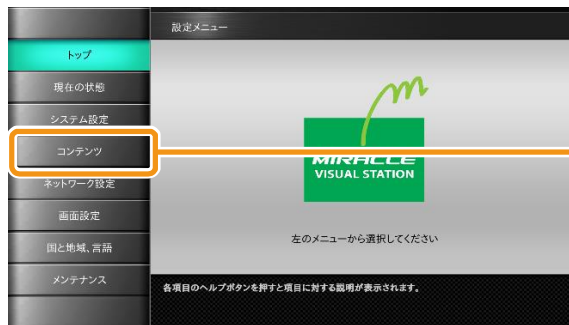 設定メニュー
トップ
現在の状態
システム設定
コンテンツ
ネットワーク設定
画面設定
国と地域、言語
メンテナンス
MIRACLE
VISUAL STATION
左のメニューから選択してください
各項目のヘルプボタンを押すと項目に対する説明が表示されます。